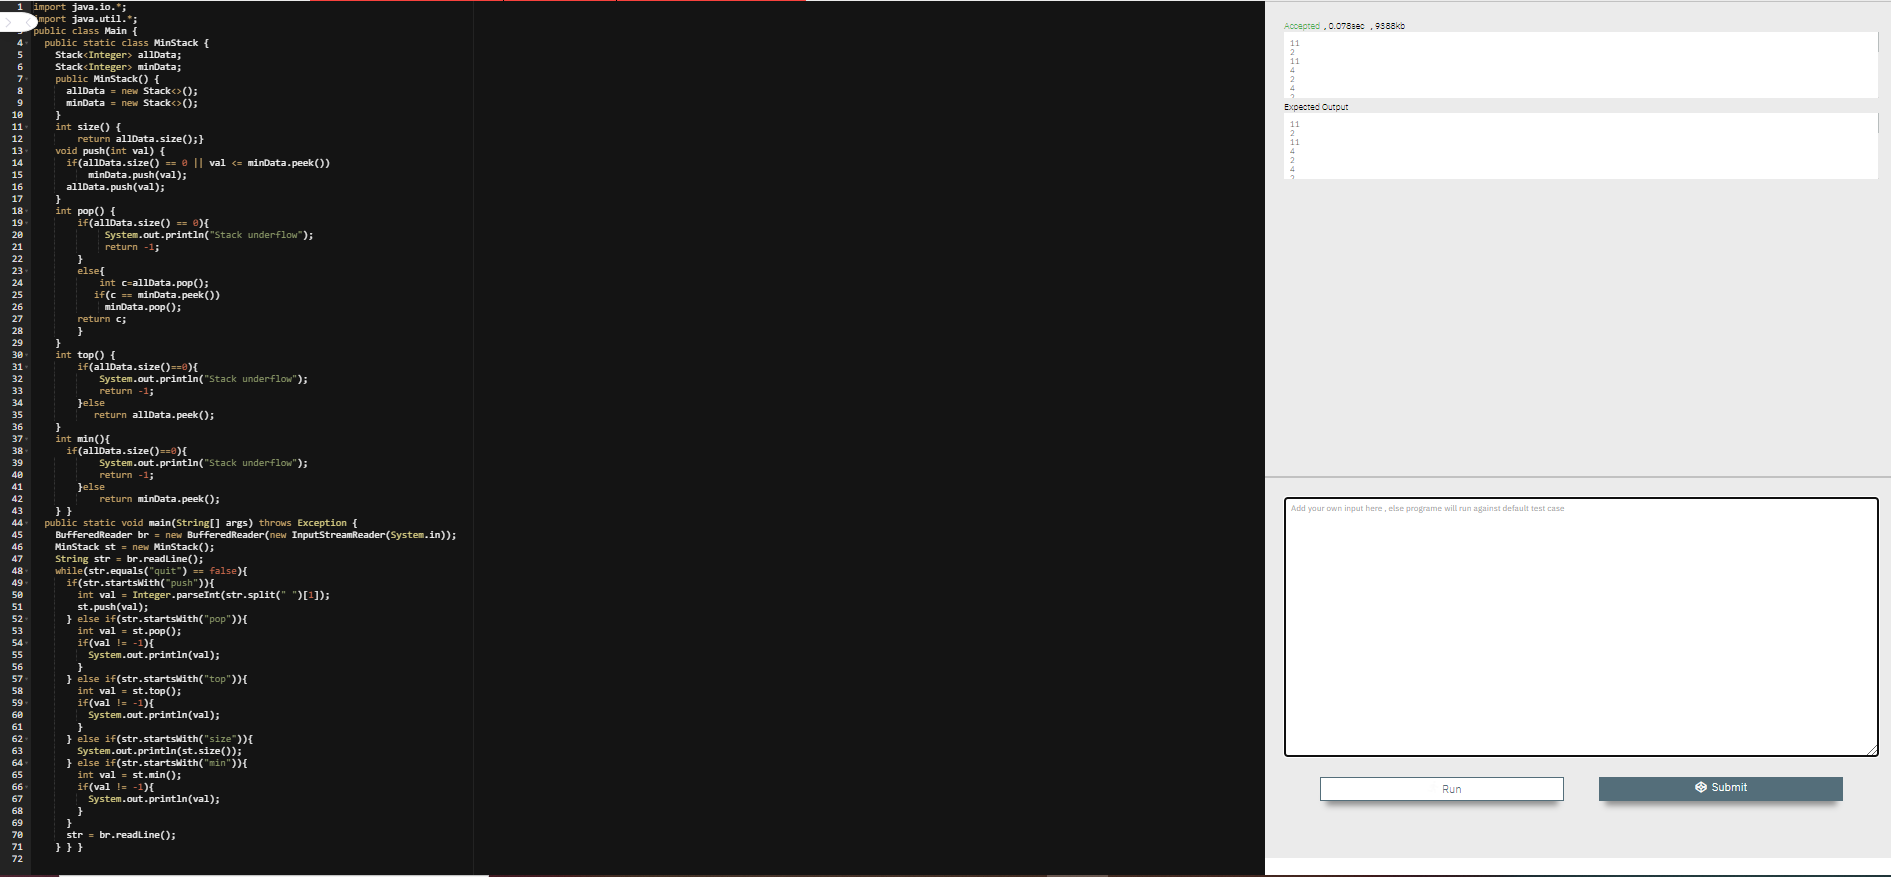 1 import java.io.*;
import java.util.*;
3 public class Main {
4 public static class MinStack {
5 Stack<Integer> allData;
6 Stack<Integer> minData;
7 public MinStack() {
8 allData = new Stack<>();
9 minData = new Stack<>();
10 }
11 int size() {
12 return allData.size();}
13 void push(int val) {
14 if(allData.size() == 0 || val <= minData.peek())
15 minData.push(val);
16 allData.push(val);
17 }
18 int pop() {
19 if(allData.size() == 0){
20 System.out.println("Stack underflow");
21 return -1;
22 }
23 else{
24 int c=allData.pop();
25 if(c == minData.peek())
26 minData.pop();
27 return c;
28 }
29 }
30 int top() {
31 if(allData.size()==0){
32 System.out.println("Stack underflow");
33 return -1;
34 }else
35 return allData.peek();
36 }
37 int min(){
38 if(allData.size()==0){
39 System.out.println("Stack underflow");
40 return -1;
41 }else
42 return minData.peek();
43 } }
44 public static void main(String[] args) throws Exception {
45 BufferedReader br = new BufferedReader(new InputStreamReader(System.in));
46 MinStack st = new MinStack();
47 String str = br.readLine();
48 while(str.equals("quit") == false){
49 if(str.startsWith("push")){
50 int val = Integer.parseInt(str.split(" ")[1]);
51 st.push(val);
52 } else if(str.startsWith("pop")){
53 int val = st.pop();
54 if(val != -1){
55 System.out.println(val);
56 }
57 } else if(str.startsWith("top")){
58 int val = st.top();
59 if(val != -1){
60 System.out.println(val);
61 }
62 } else if(str.startsWith("size")){
63 System.out.println(st.size());
64 } else if(str.startsWith("min")){
65 int val = st.min();
66 if(val != -1){
67 System.out.println(val);
68 }
69 }
70 str = br.readLine();
71 } } }
72
Accepted , 0.078sec , 9388kb
11
2
11
4
2
4
2
Expected Output
11
2
11
4
2
4
2
Add your own input here , else programe will run against default test case
Run
Submit